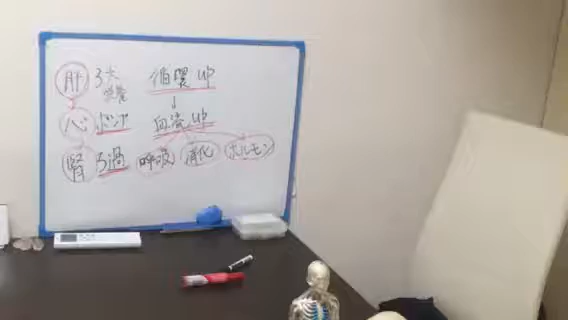 肝 3大 循環 up
↓
心 ポンプ 血流 up
腎 ろ過 呼吸 消化 ホルモン